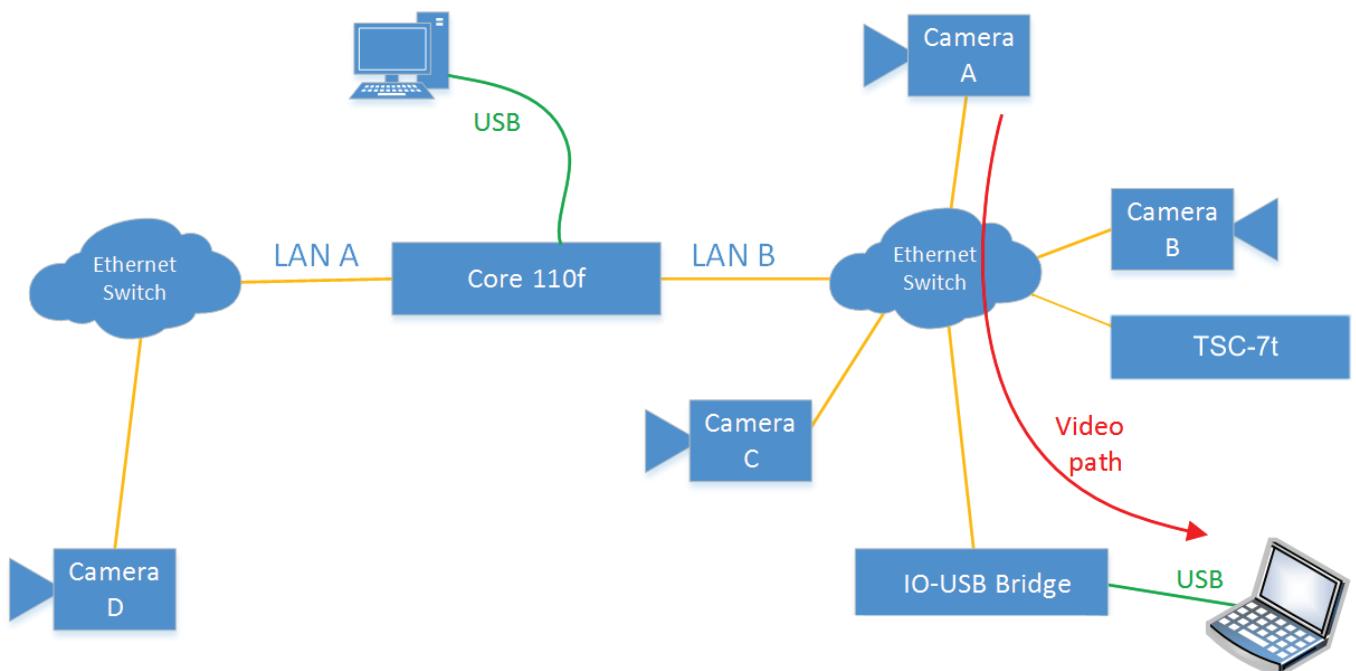 Camera
A
USB
Camera
B
Ethernet
Switch
LAN A
Core 110f
LAN B
Ethernet
Switch
TSC-7t
Camera
C
Video
path
Camera
D
IO-USB Bridge
USB